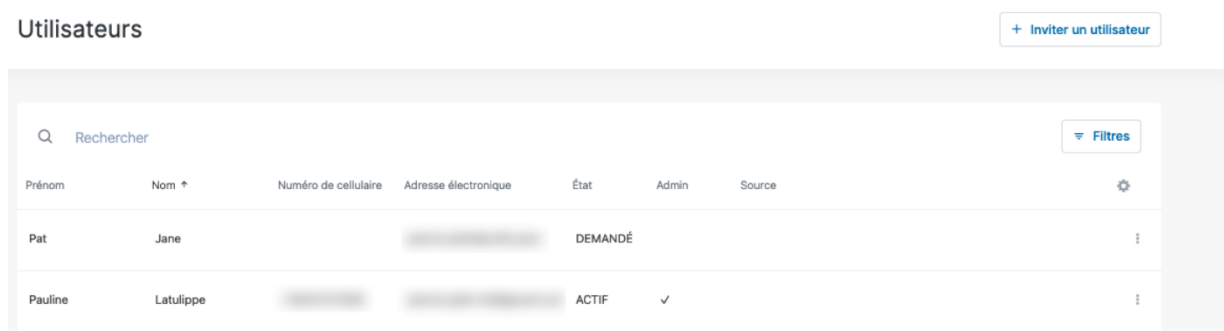 Utilisateurs
+ Inviter un utilisateur
Rechercher
Filtres
Prénom Nom ↑ Numéro de cellulaire Adresse électronique État Admin Source
Pat Jane DEMANDÉ
Pauline Latulippe ACTIF ✓